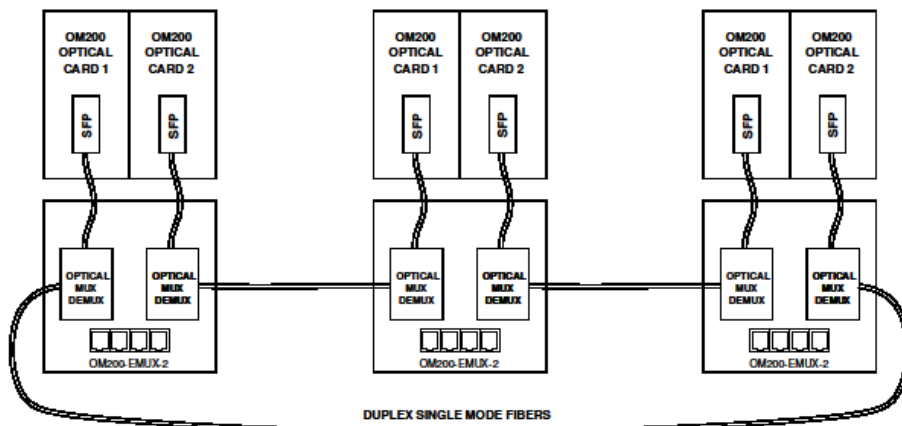 OM200
OPTICAL
CARD 1
OM200
OPTICAL
CARD 2
SFP
SFP
OPTICAL
MUX
DEMUX
OPTICAL
MUX
DEMUX
OM200-EMUX-2
OM200
OPTICAL
CARD 1
OM200
OPTICAL
CARD 2
SFP
SFP
OPTICAL
MUX
DEMUX
OPTICAL
MUX
DEMUX
OM200-EMUX-2
OM200
OPTICAL
CARD 1
OM200
OPTICAL
CARD 2
SFP
SFP
OPTICAL
MUX
DEMUX
OPTICAL
MUX
DEMUX
OM200-EMUX-2
DUPLEX SINGLE MODE FIBERS